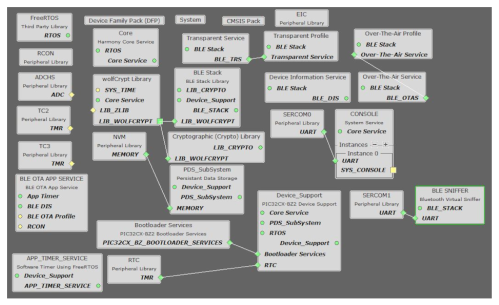 FreeRTOS
Third Party Library
RTOS
Device Family Pack (DFP)
System
CMSIS Pack
EIC
Peripheral Library
RCON
Peripheral Library
Core
Harmony Core Service
RTOS
Core Service
Transparent Service
BLE Stack
BLE_TRS
Transparent Profile
BLE Stack
Transparent Service
Over-The-Air Profile
BLE Stack
Over-The-Air Service
ADCHS
Peripheral Library
ADC
wolfCrypt Library
SYS_TIME
Core Service
LIB_ZLIB
LIB_WOLFCRYPT
BLE Stack
BLE Stack Library
LIB_CRYPTO
Device_Support
BLE_STACK
LIB_WOLFCRYPT
Device Information Service
BLE Stack
BLE_DIS
Over-The-Air Service
BLE Stack
BLE_OTAS
TC2
Peripheral Library
TMR
SERCOM0
Peripheral Library
UART
CONSOLE
System Service
Core Service
Instances - - +
Instance 0
UART
SYS_CONSOLE
TC3
Peripheral Library
TMR
NVM
Peripheral Library
MEMORY
Cryptographic (Crypto) Library
LIB_CRYPTO
LIB_WOLFCRYPT
PDS_SubSystem
Persistent Data Storage
Device_Support
PDS_SubSystem
MEMORY
BLE OTA APP SERVICE
BLE OTA App Service
App Timer
BLE DIS
BLE OTA Profile
RCON
Device_Support
PIC32CX-BZ2 Device Support
Core Service
PDS_SubSystem
RTOS
Device_Support
Bootloader Services
RTC
SERCOM1
Peripheral Library
UART
BLE SNIFFER
Bluetooth Virtual Sniffer
BLE_STACK
UART
Bootloader Services
PIC32CX-BZ2 Bootloader Services
PIC32CX_BZ_BOOTLOADER_SERVICES
APP_TIMER_SERVICE
Software Timer Using FreeRTOS
Device_Support
APP_TIMER_SERVICE
RTC
Peripheral Library
TMR